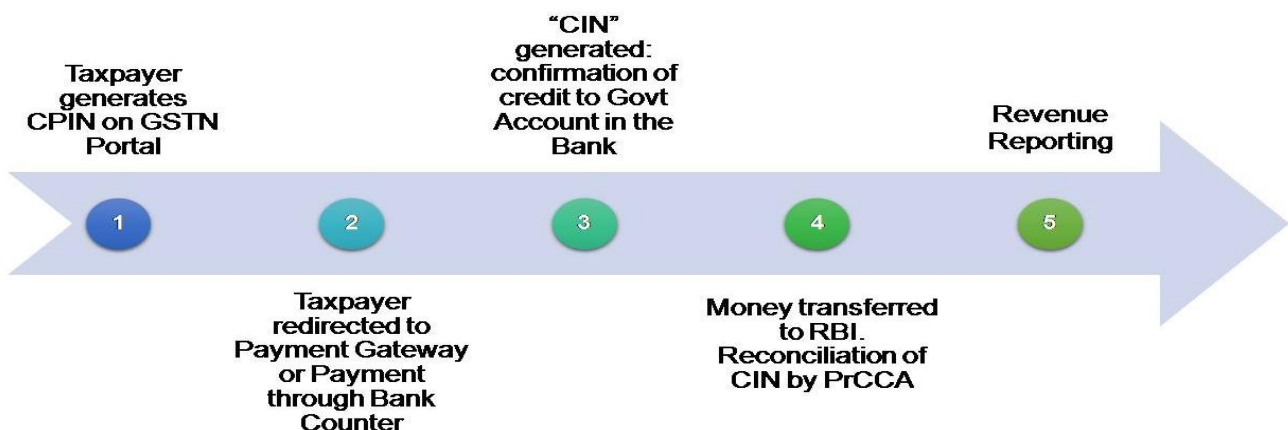 Taxpayer
generates
CPIN on GSTN
Portal
1
Taxpayer
redirected to
Payment Gateway
or Payment
through Bank
Counter
2
“CIN”
generated:
confirmation of
credit to Govt
Account in the
Bank
3
Money transferred
to RBI.
Reconciliation of
CIN by PrCCA
4
Revenue
Reporting
5